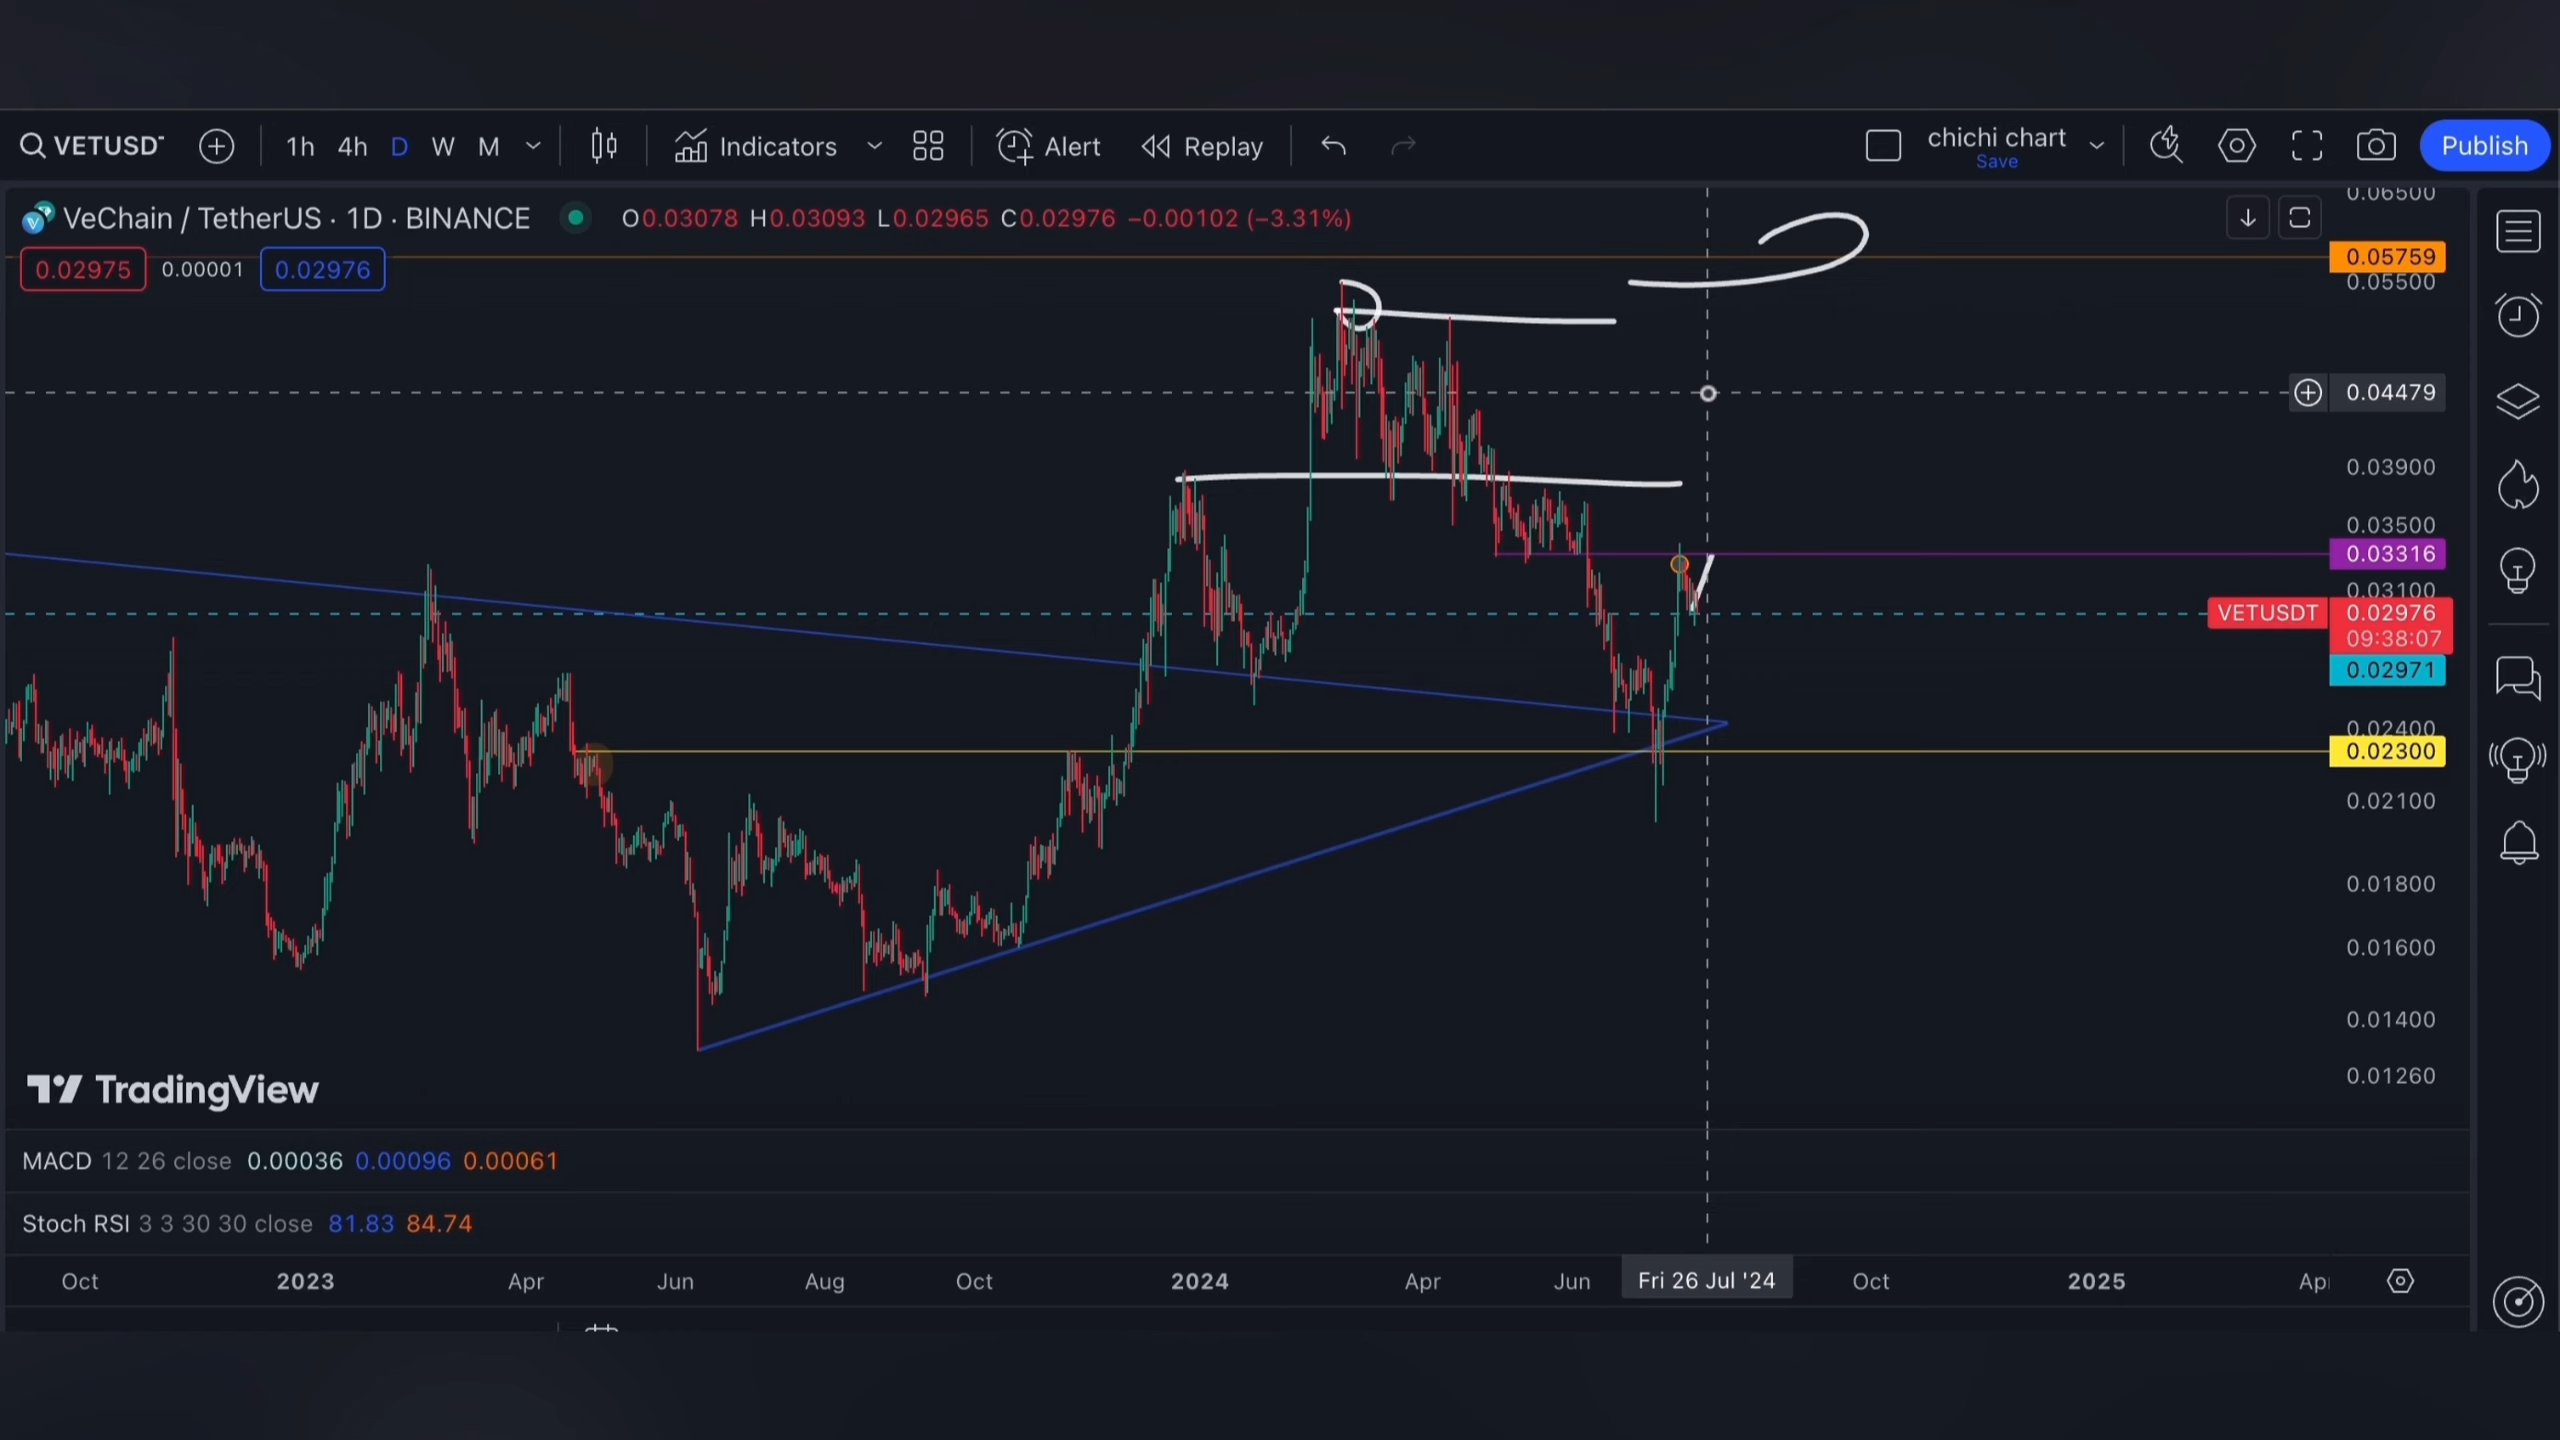 VETUSD
1h 4h D W M Indicators Alert Replay chichi chart Publish
Save
VeChain / TetherUS · 1D · BINANCE O0.03078 H0.03093 L0.02965 C0.02976 −0.00102 (−3.31%)
0.02975 0.00001 0.02976
0.06500
0.05759
0.05500
0.04479
0.03900
0.03500
0.03316
0.03100
VETUSDT 0.02976
09:38:07
0.02971
0.02400
0.02300
0.02100
0.01800
0.01600
0.01400
0.01260
TradingView
MACD 12 26 close 0.00036 0.00096 0.00061
Stoch RSI 3 3 30 30 close 81.83 84.74
Oct 2023 Apr Jun Aug Oct 2024 Apr Jun Fri 26 Jul '24 Oct 2025 Ap